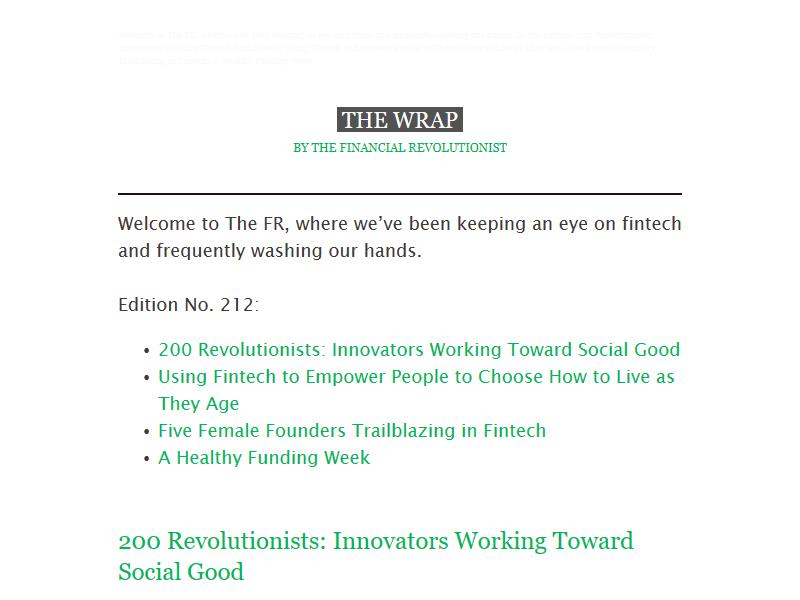 THE WRAP
BY THE FINANCIAL REVOLUTIONIST
Welcome to The FR, where we’ve been keeping an eye on fintech
and frequently washing our hands.
Edition No. 212:
• 200 Revolutionists: Innovators Working Toward Social Good
• Using Fintech to Empower People to Choose How to Live as
They Age
• Five Female Founders Trailblazing in Fintech
• A Healthy Funding Week
200 Revolutionists: Innovators Working Toward
Social Good